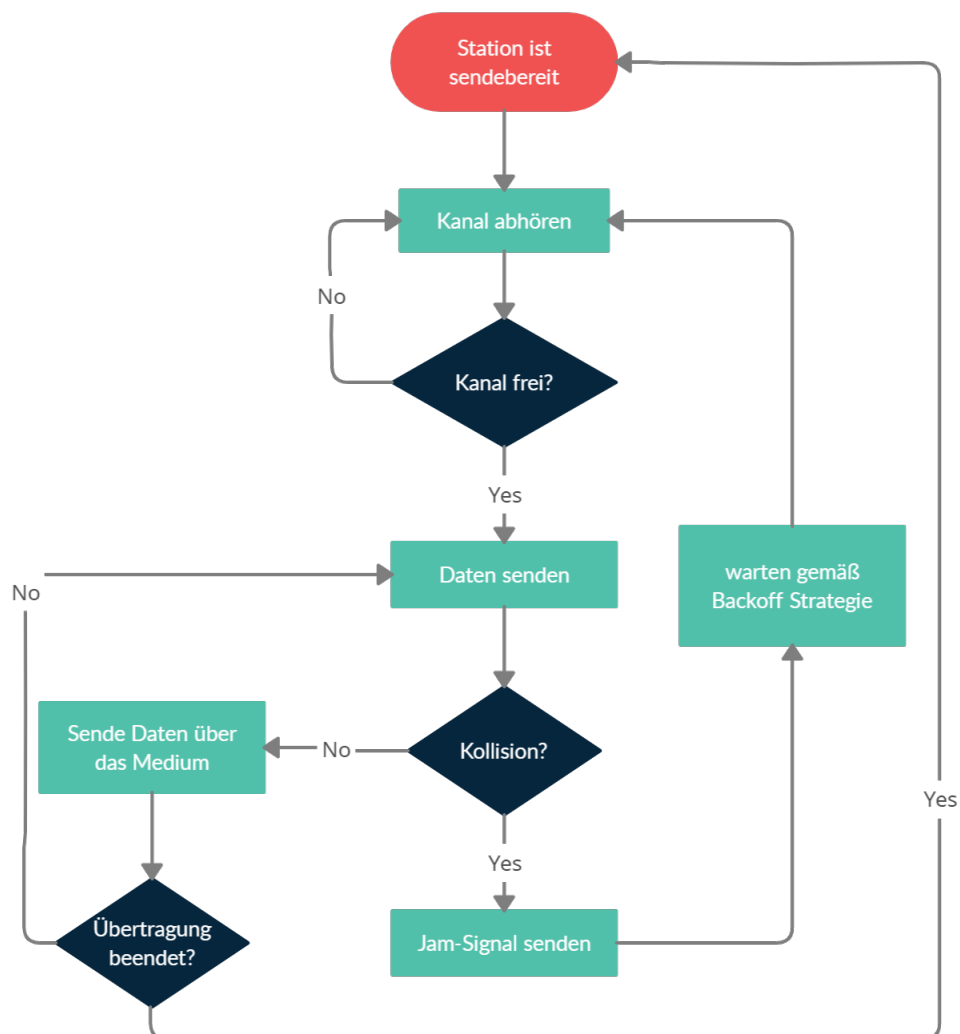 Station ist
sendebereit
Kanal abhören
No
Kanal frei?
Yes
Daten senden
No
warten gemäß
Backoff Strategie
Sende Daten über
das Medium
No
Kollision?
Yes
Yes
Übertragung
beendet?
Jam-Signal senden